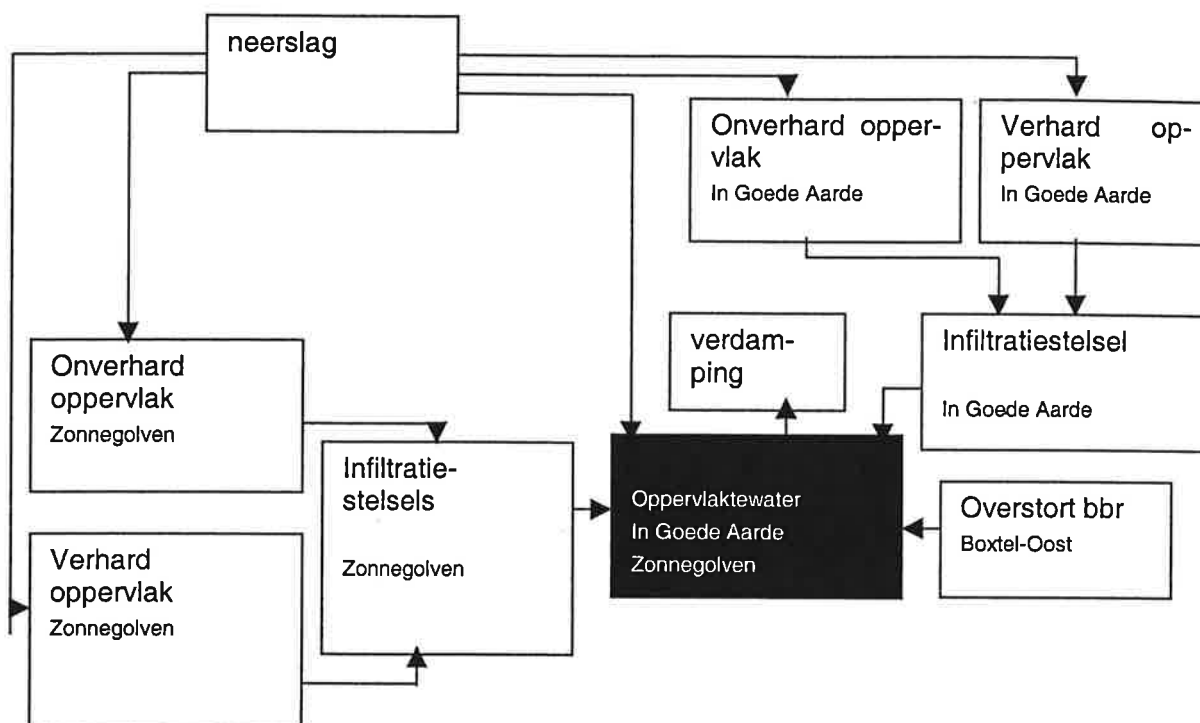 neerslag
Onverhard opper-
vlak
In Goede Aarde
Verhard op-
pervlak
In Goede Aarde
Onverhard
oppervlak
Zonnegolven
verdam-
ping
Infiltratiestelsel
In Goede Aarde
Infiltratie-
stelsels
Zonnegolven
Oppervlaktewater
In Goede Aarde
Zonnegolven
Overstort bbr
Boxtel-Oost
Verhard
oppervlak
Zonnegolven